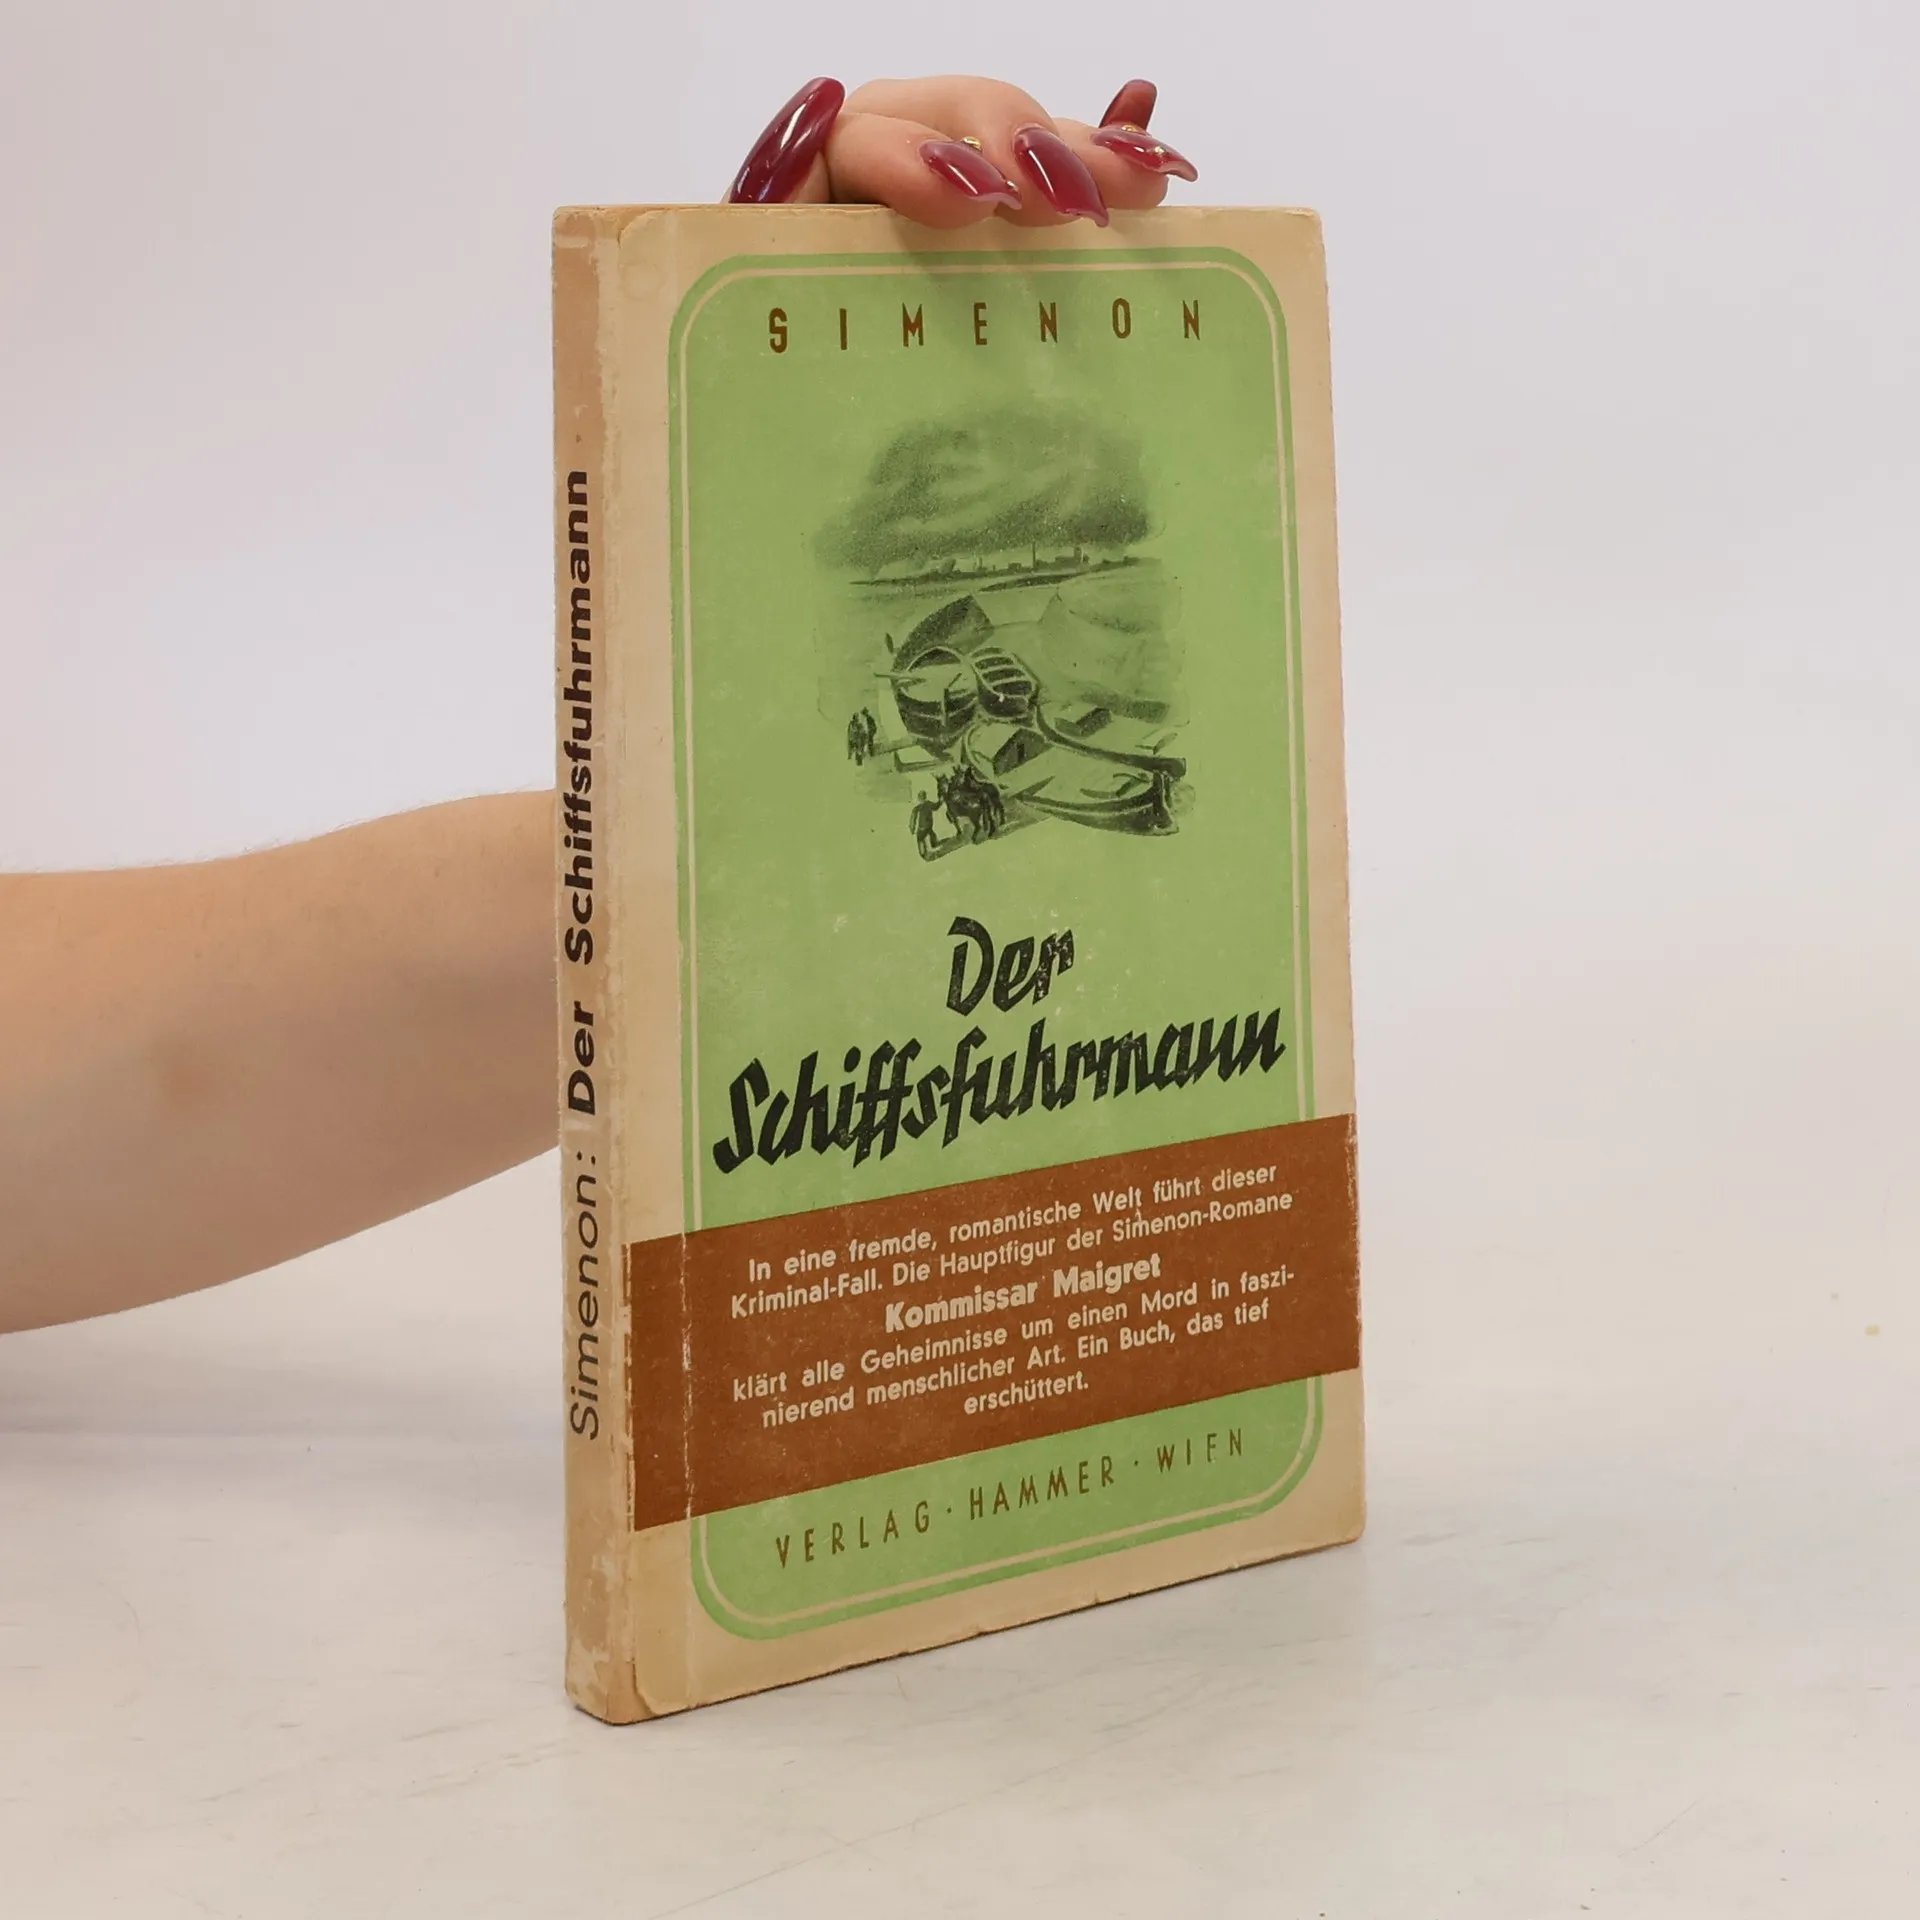 Simenon: Der Schiffsfuhrmann
SIMENON
Der
Schiffsfuhrmann
In eine fremde, romantische Welt führt dieser
Kriminal-Fall. Die Hauptfigur der Simenon-Romane
Kommissar Maigret
klärt alle Geheimnisse um einen Mord in faszi-
nierend menschlicher Art. Ein Buch, das tief
erschüttert.
VERLAG · HAMMER · WIEN